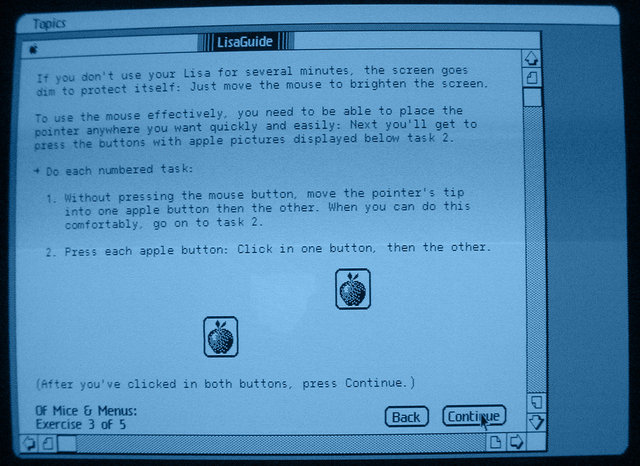 Topics
LisaGuide
If you don't use your Lisa for several minutes, the screen goes
dim to protect itself: Just move the mouse to brighten the screen.
To use the mouse effectively, you need to be able to place the
pointer anywhere you want quickly and easily: Next you'll get to
press the buttons with apple pictures displayed below task 2.
→ Do each numbered task:
1. Without pressing the mouse button, move the pointer's tip
into one apple button then the other. When you can do this
comfortably, go on to task 2.
2. Press each apple button: Click in one button, then the other.
(After you've clicked in both buttons, press Continue.)
Of Mice & Menus:
Exercise 3 of 5
Back
Continue